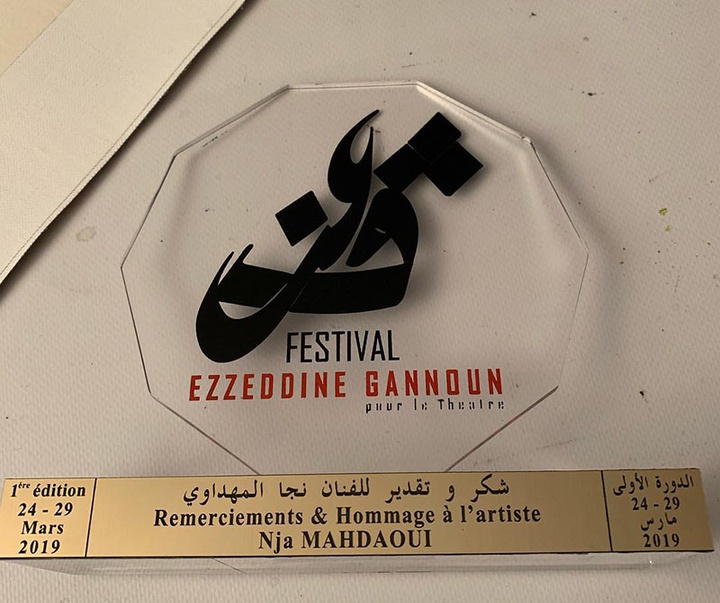 FESTIVAL
EZZEDDINE GANNOUN
pour le Theatre
1ère édition
24 - 29
Mars
2019
شكر و تقدير للفنان نجا المهداوي
Remerciements & Hommage à l'artiste
Nja MAHDAOUI
الدورة الأولى
24 - 29
مارس
2019